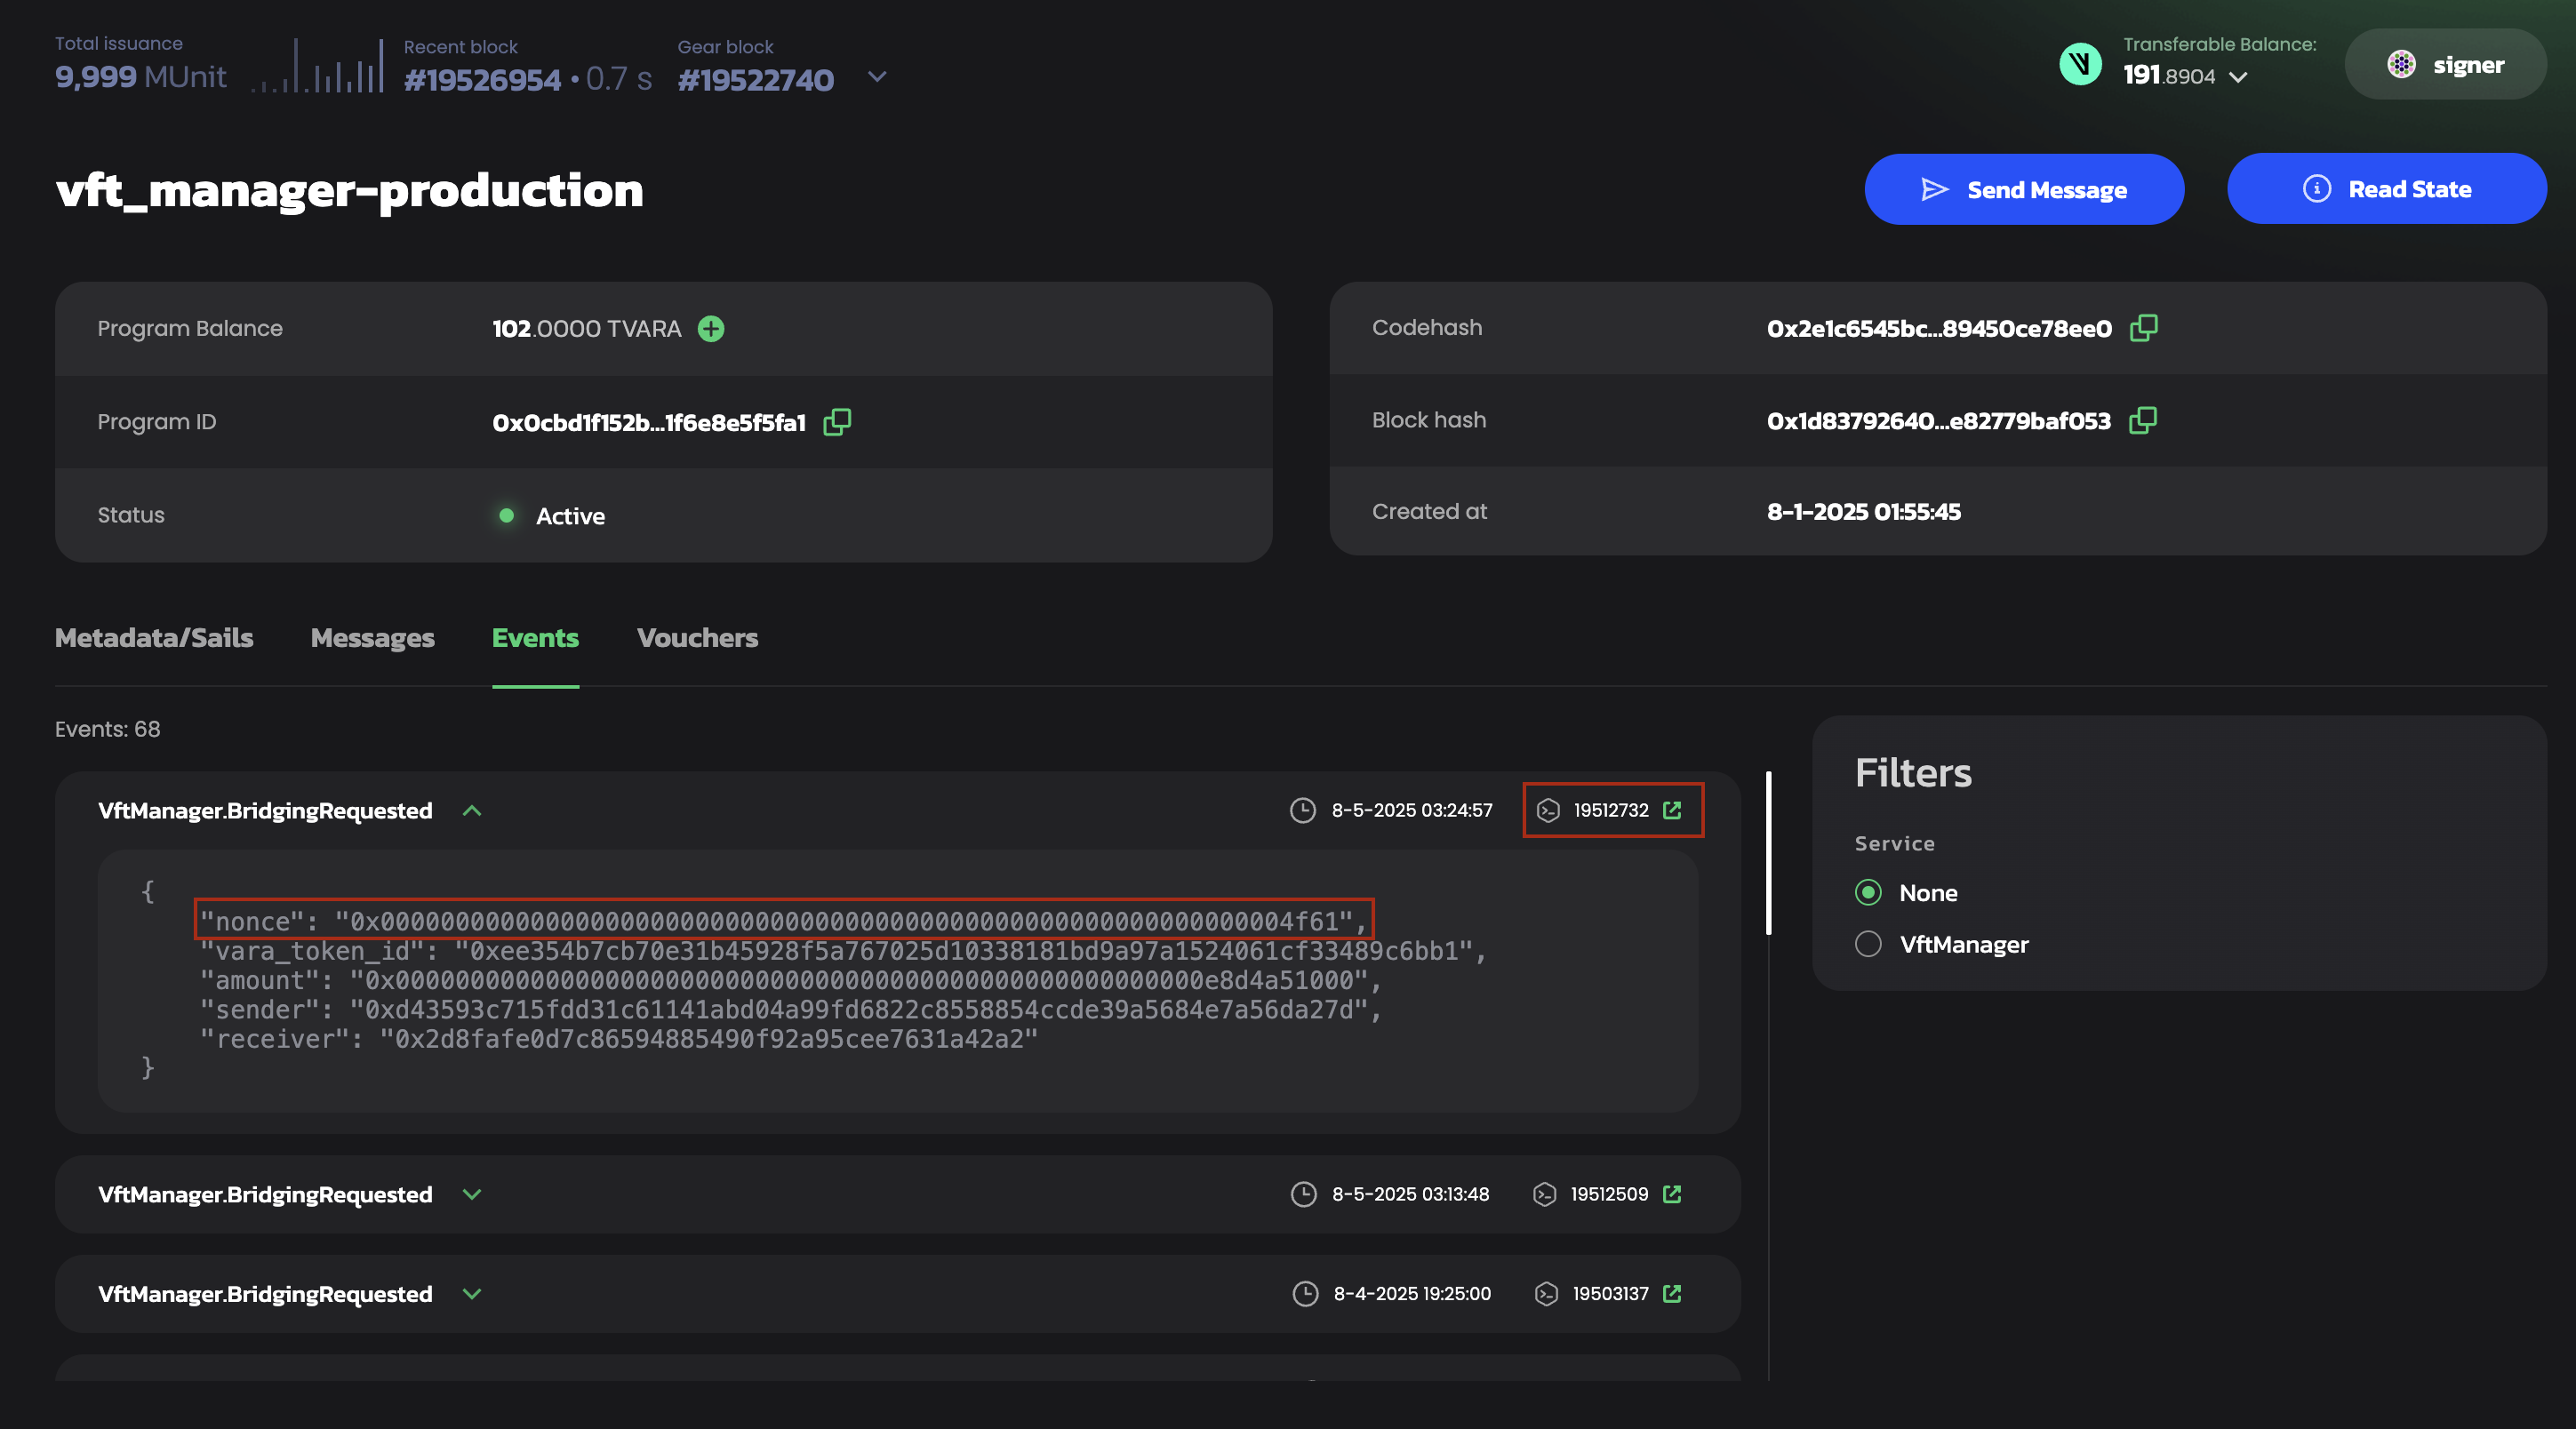 Total issuance
9,999 MUnit
Recent block
#19526954 • 0.7 s
Gear block
#19522740
Transferable Balance:
191.8904
signer
vft_manager-production
Send Message
Read State
Program Balance 102.0000 TVARA
Program ID 0x0cbd1f152b...1f6e8e5f5fa1
Status Active
Codehash 0x2e1c6545bc...89450ce78ee0
Block hash 0x1d83792640...e82779baf053
Created at 8-1-2025 01:55:45
Metadata/Sails Messages Events Vouchers
Events: 68
VftManager.BridgingRequested 8-5-2025 03:24:57 19512732
{
"nonce": "0x0000000000000000000000000000000000000000000000000000000000004f61",
"vara_token_id": "0xee354b7cb70e31b45928f5a767025d10338181bd9a97a1524061cf33489c6bb1",
"amount": "0x000000000000000000000000000000000000000000000000000000e8d4a51000",
"sender": "0xd43593c715fdd31c61141abd04a99fd6822c8558854ccde39a5684e7a56da27d",
"receiver": "0x2d8fafe0d7c86594885490f92a95cee7631a42a2"
}
VftManager.BridgingRequested 8-5-2025 03:13:48 19512509
VftManager.BridgingRequested 8-4-2025 19:25:00 19503137
Filters
Service
None
VftManager